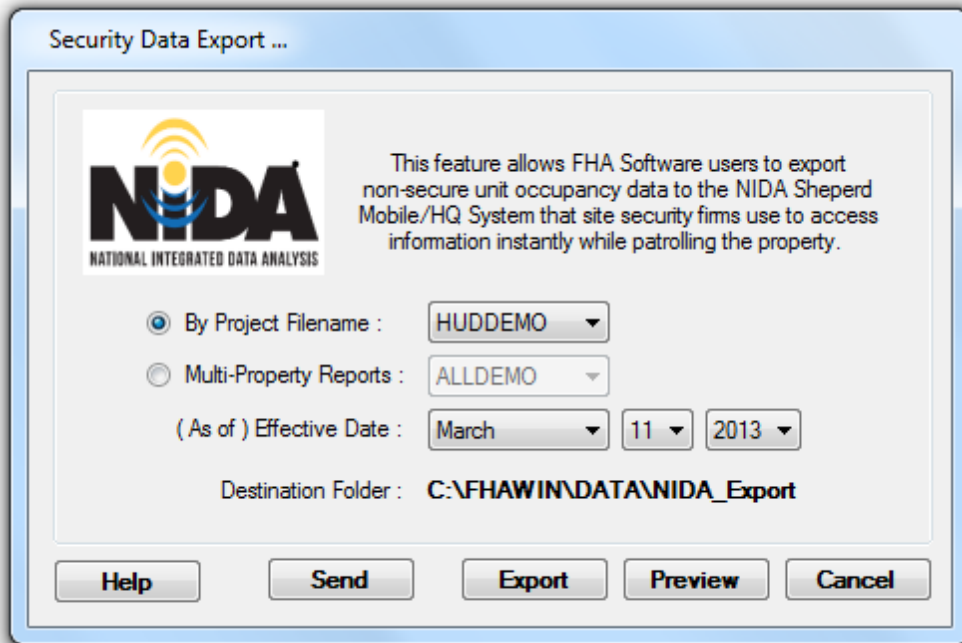 Security Data Export ...
NIDA
NATIONAL INTEGRATED DATA ANALYSIS
This feature allows FHA Software users to export
non-secure unit occupancy data to the NIDA Sheperd
Mobile/HQ System that site security firms use to access
information instantly while patrolling the property.
By Project Filename : HUDDEMO
Multi-Property Reports : ALLDEMO
( As of ) Effective Date : March 11 2013
Destination Folder : C:\FHAWIN\DATA\NIDA_Export
Help Send Export Preview Cancel